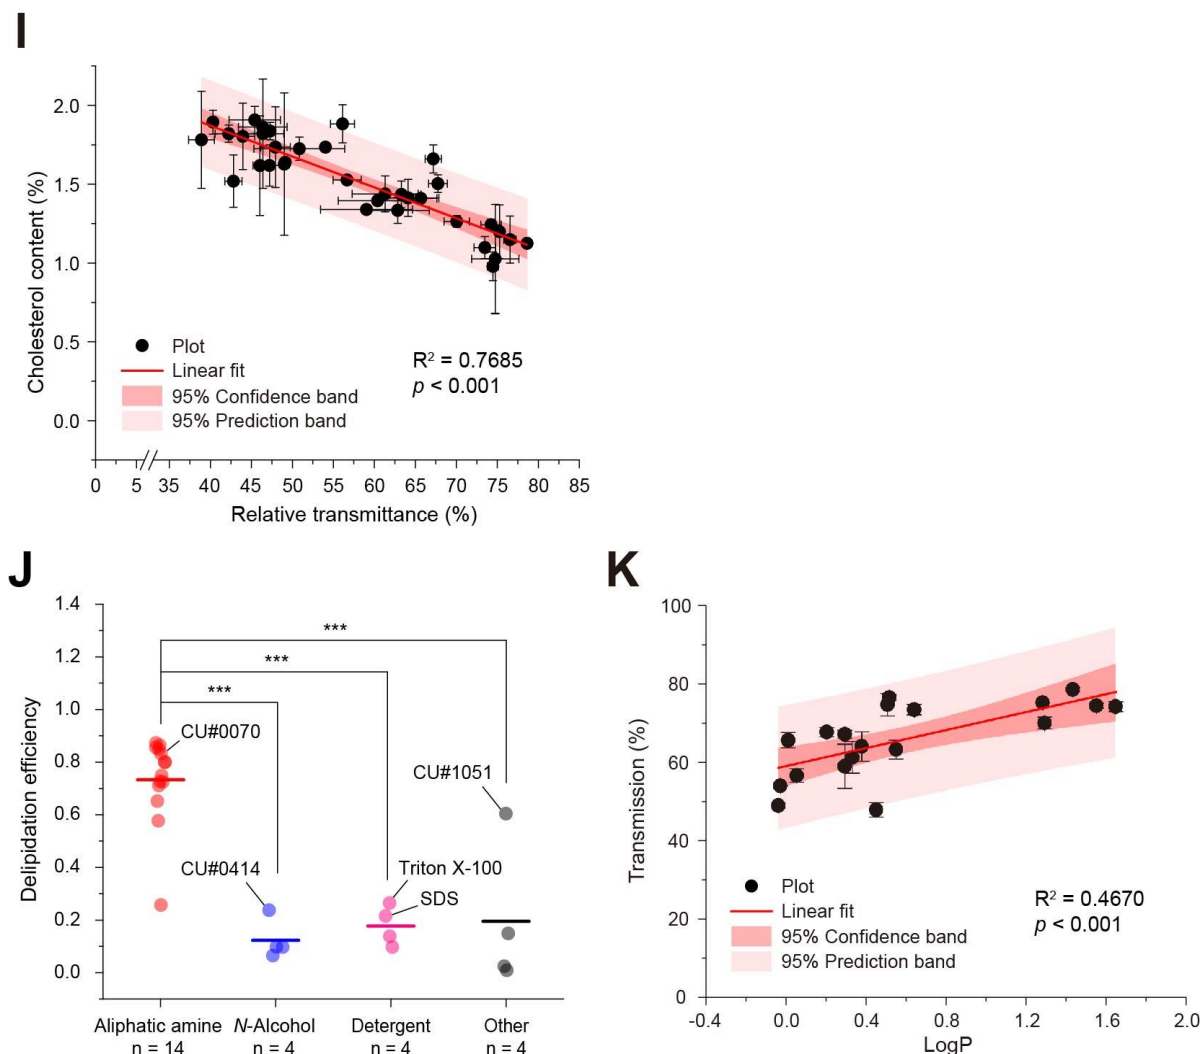 I
2.0
1.5
1.0
0.5
0.0
Cholesterol content (%)
Plot
Linear fit
95% Confidence band
95% Prediction band
R² = 0.7685
p < 0.001
0 5 35 40 45 50 55 60 65 70 75 80 85
Relative transmittance (%)
J
1.4
1.2
1.0
0.8
0.6
0.4
0.2
0.0
Delipidation efficiency
***
***
***
CU#0070
CU#1051
CU#0414
Triton X-100
SDS
Aliphatic amine N-Alcohol Detergent Other
n = 14 n = 4 n = 4 n = 4
K
100
80
60
40
20
0
Transmission (%)
Plot
Linear fit
95% Confidence band
95% Prediction band
R² = 0.4670
p < 0.001
-0.4 0.0 0.4 0.8 1.2 1.6 2.0
LogP